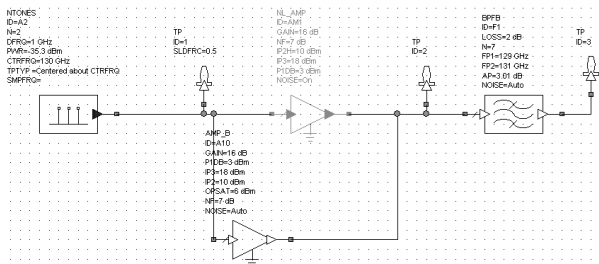 NTONES
ID=A2
N=2
DFRQ=1 GHz
PWR=-35.3 dBm
CTRFRQ=130 GHz
TPTYP =Centered about CTRFRQ
SMPFRQ=
TP
ID=1
SLDFRC=0.5
NL_AMP
ID=AM1
GAIN=16 dB
NF=7 dB
IP2H=10 dBm
IP3=18 dBm
P1DB=3 dBm
NOISE=On
TP
ID=2
BPFB
ID=F1
LOSS=2 dB
N=7
FP1=129 GHz
FP2=131 GHz
AP=3.01 dB
NOISE=Auto
TP
ID=3
AMP_B
ID=A10
GAIN=16 dB
P1DB=3 dBm
IP3=18 dBm
IP2=10 dBm
OPSAT=6 dBm
NF=7 dB
NOISE=Auto